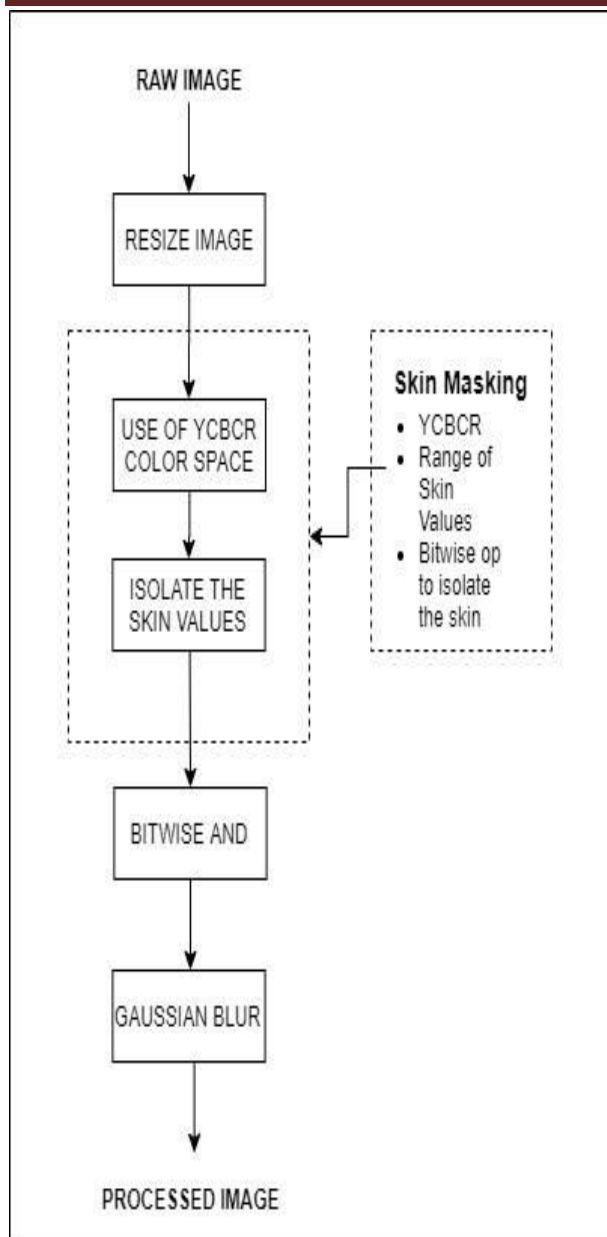 RAW IMAGE
RESIZE IMAGE
USE OF YCBCR
COLOR SPACE
ISOLATE THE
SKIN VALUES
Skin Masking
• YCBCR
• Range of
Skin
Values
• Bitwise op
to isolate
the skin
BITWISE AND
GAUSSIAN BLUR
PROCESSED IMAGE